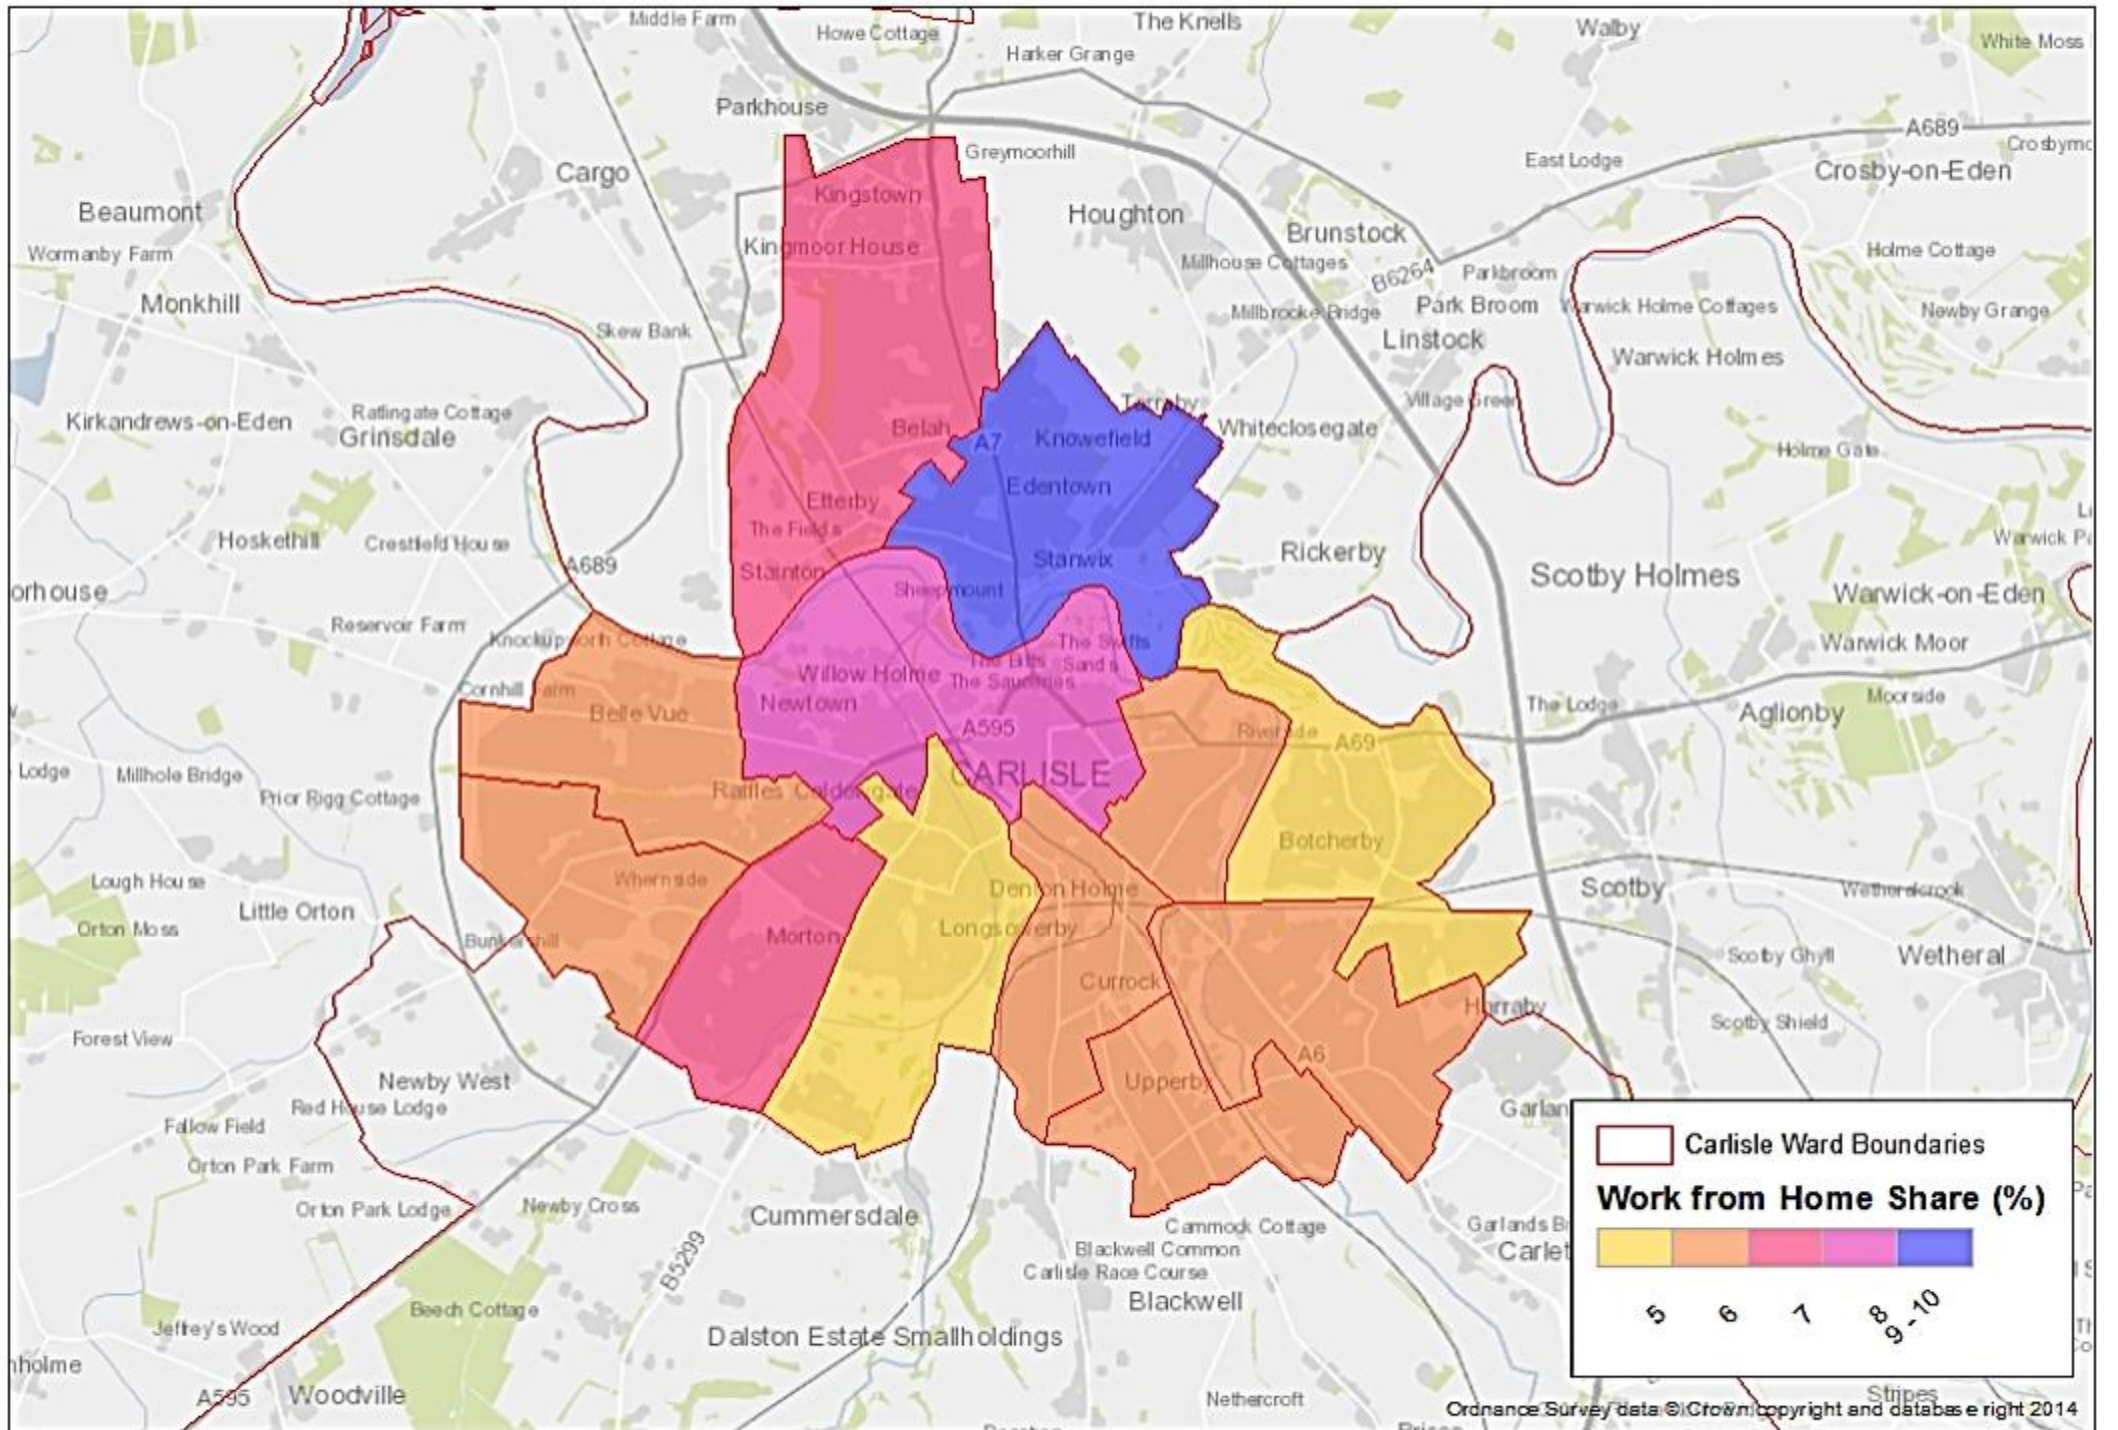 Middle Farm
Howe Cottage
The Knells
Walby
White Moss
Harker Grange
Parkhouse
A689
Greymoorhill
East Lodge
Crosby-on-Eden
Cargo
Kingstown
Beaumont
Houghton
Brunstock
Wormanby Farm
Kingmoor House
Millhouse Cottages
Holme Cottage
B6264
Parkbroom
Monkhill
Park Broom
Warwick Holme Cottages
Newby Grange
Millbrooke Bridge
Skew Bank
Linstock
Warwick Holmes
Tarraby
Village Green
Kirkandrews-on-Eden
Ratlingate Cottage
Grinsdale
Belah
A7
Knowefield
Whiteclosegate
Holme Gate
Edentown
Etterby
The Fields
Hoskethill
Crestfield House
Rickerby
Stanwix
A689
Stainton
Scotby Holmes
orhouse
Sheepmount
Warwick-on-Eden
Reservoir Farm
Knockupworth Cottage
The Swifts
Warwick Moor
The Bitts
Sands
Willow Holme
The Sauceries
Cornhill Farm
Newtown
Belle Vue
Moorside
The Lodge
Aglionby
A595
Riverside
A69
Lodge
Millhole Bridge
CARLISLE
Prior Rigg Cottage
Raffles
Caldewgate
Botcherby
Lough House
Whernside
Denton Holme
Scotby
Little Orton
Orton Moss
Bunkershill
Morton
Longsowerby
Scotby Ghyll
Wetheral
Currock
Harraby
Forest View
Scotby Shield
A6
Newby West
Upperby
Red House Lodge
Garlan
Fallow Field
Orton Park Farm
Orton Park Lodge
Newby Cross
Cummersdale
Cammock Cottage
Garlands B
Blackwell Common
Carlet
B5299
Carlisle Race Course
Blackwell
Beech Cottage
Jeffrey's Wood
Dalston Estate Smallholdings
holme
A595
Woodville
Nethercroft
Stripes
Carlisle Ward Boundaries
Work from Home Share (%)
5
6
7
8
9 - 10
Ordnance Survey data © Crown copyright and database right 2014